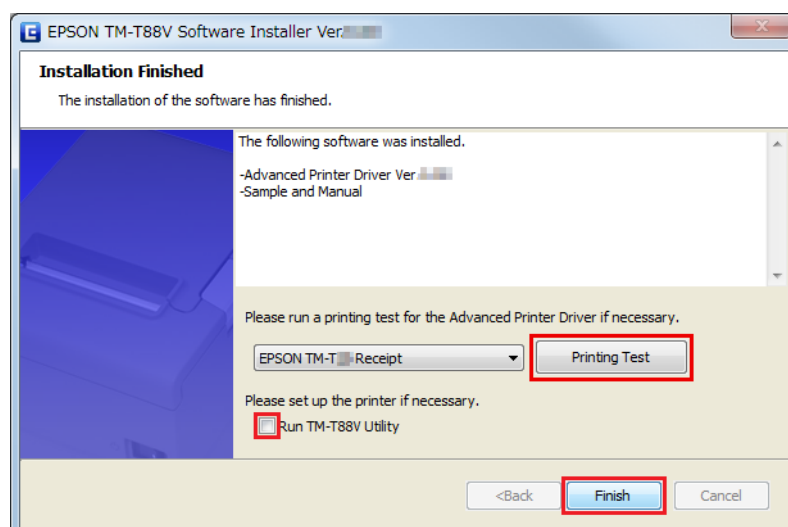 EPSON TM-T88V Software Installer Ver.
Installation Finished
The installation of the software has finished.
The following software was installed.
-Advanced Printer Driver Ver
-Sample and Manual
Please run a printing test for the Advanced Printer Driver if necessary.
EPSON TM-T Receipt
Printing Test
Please set up the printer if necessary.
Run TM-T88V Utility
<Back
Finish
Cancel